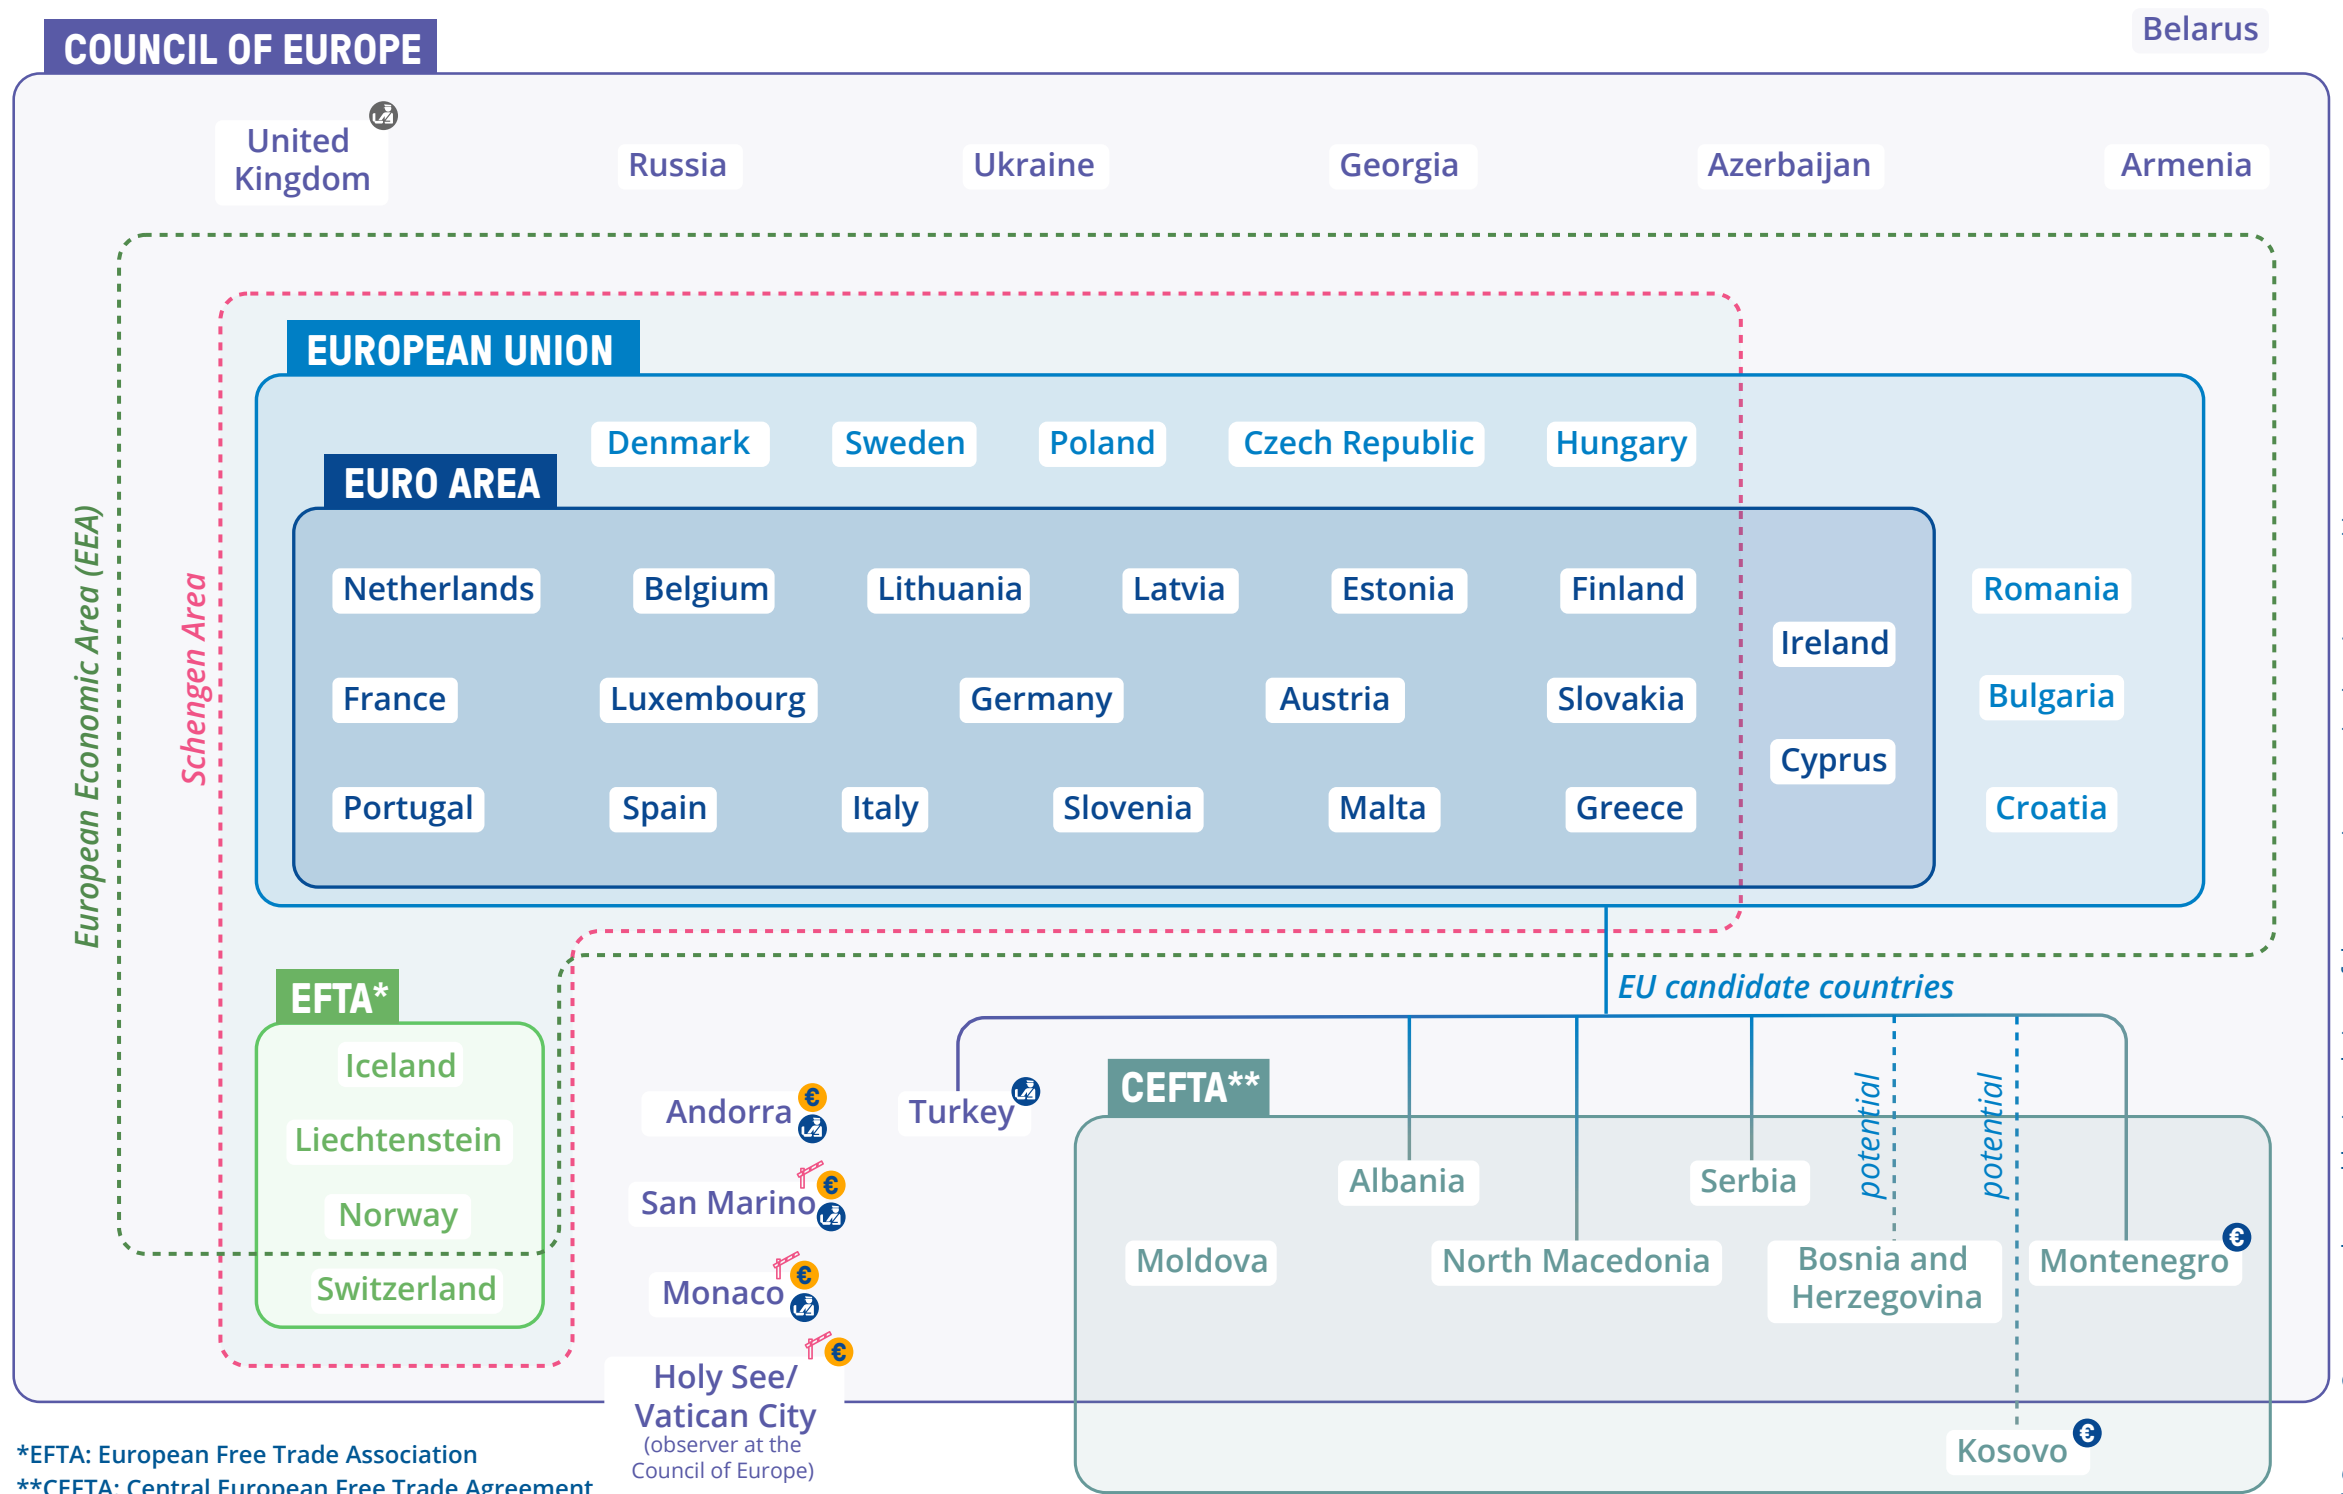 COUNCIL OF EUROPE
Belarus
United
Kingdom
Russia
Ukraine
Georgia
Azerbaijan
Armenia
European Economic Area (EEA)
Schengen Area
EUROPEAN UNION
Denmark
Sweden
Poland
Czech Republic
Hungary
EURO AREA
Netherlands
Belgium
Lithuania
Latvia
Estonia
Finland
Ireland
Romania
France
Luxembourg
Germany
Austria
Slovakia
Bulgaria
Cyprus
Portugal
Spain
Italy
Slovenia
Malta
Greece
Croatia
EU candidate countries
EFTA*
Iceland
Liechtenstein
Norway
Switzerland
Andorra €
San Marino €
Monaco €
Holy See/ €
Vatican City
(observer at the
Council of Europe)
Turkey
CEFTA**
potential
potential
Albania
Serbia
Moldova
North Macedonia
Bosnia and
Herzegovina
Montenegro €
Kosovo €
*EFTA: European Free Trade Association
**CEFTA: Central European Free Trade Agreement